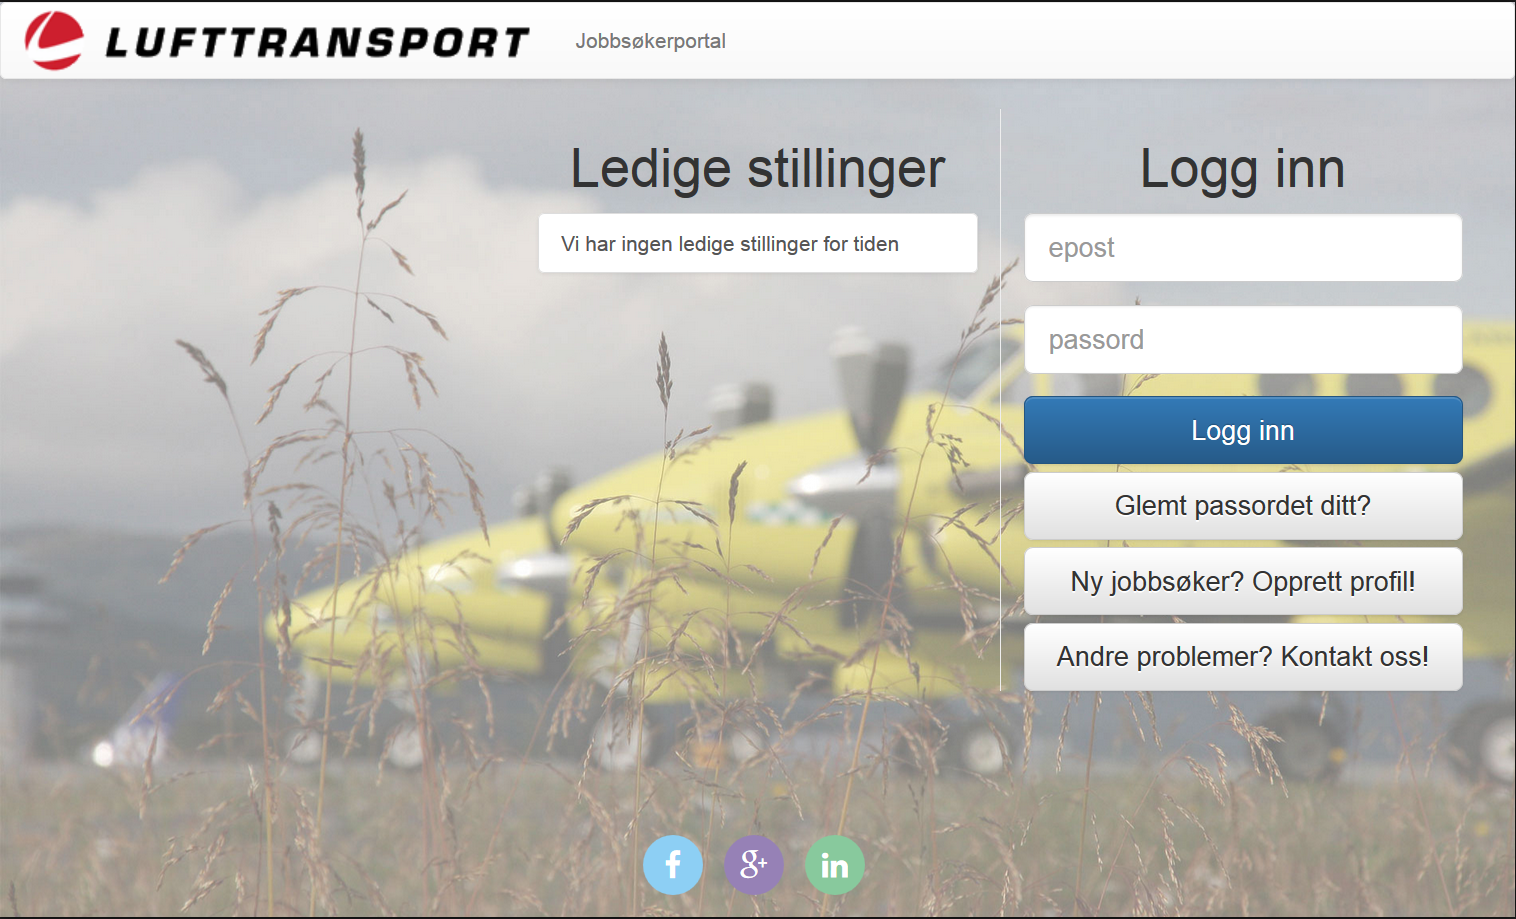 LUFTTRANSPORT
Jobbsøkerportal
Ledige stillinger
Vi har ingen ledige stillinger for tiden
Logg inn
epost
passord
Logg inn
Glemt passordet ditt?
Ny jobbsøker? Opprett profil!
Andre problemer? Kontakt oss!
f
g+
in